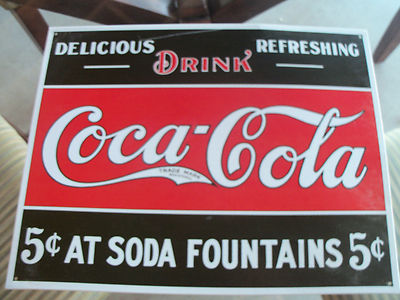 DELICIOUS REFRESHING
DRINK
Coca-Cola
TRADE MARK
5¢ AT SODA FOUNTAINS 5¢